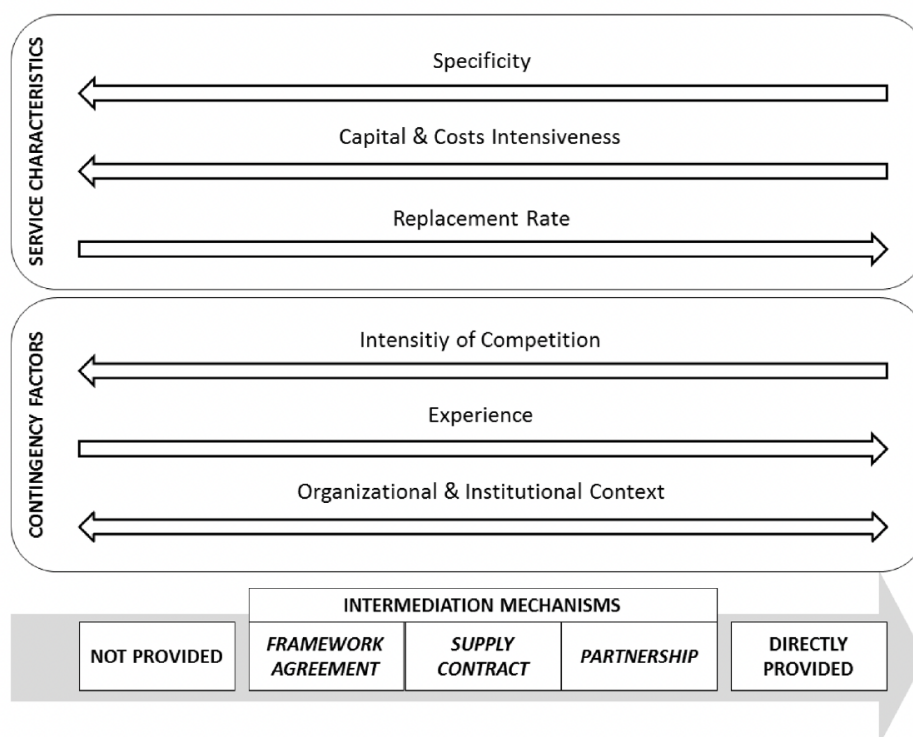 SERVICE CHARACTERISTICS
Specificity
Capital & Costs Intensiveness
Replacement Rate
CONTINGENCY FACTORS
Intensitiy of Competition
Experience
Organizational & Institutional Context
INTERMEDIATION MECHANISMS
NOT PROVIDED
FRAMEWORK
AGREEMENT
SUPPLY
CONTRACT
PARTNERSHIP
DIRECTLY
PROVIDED